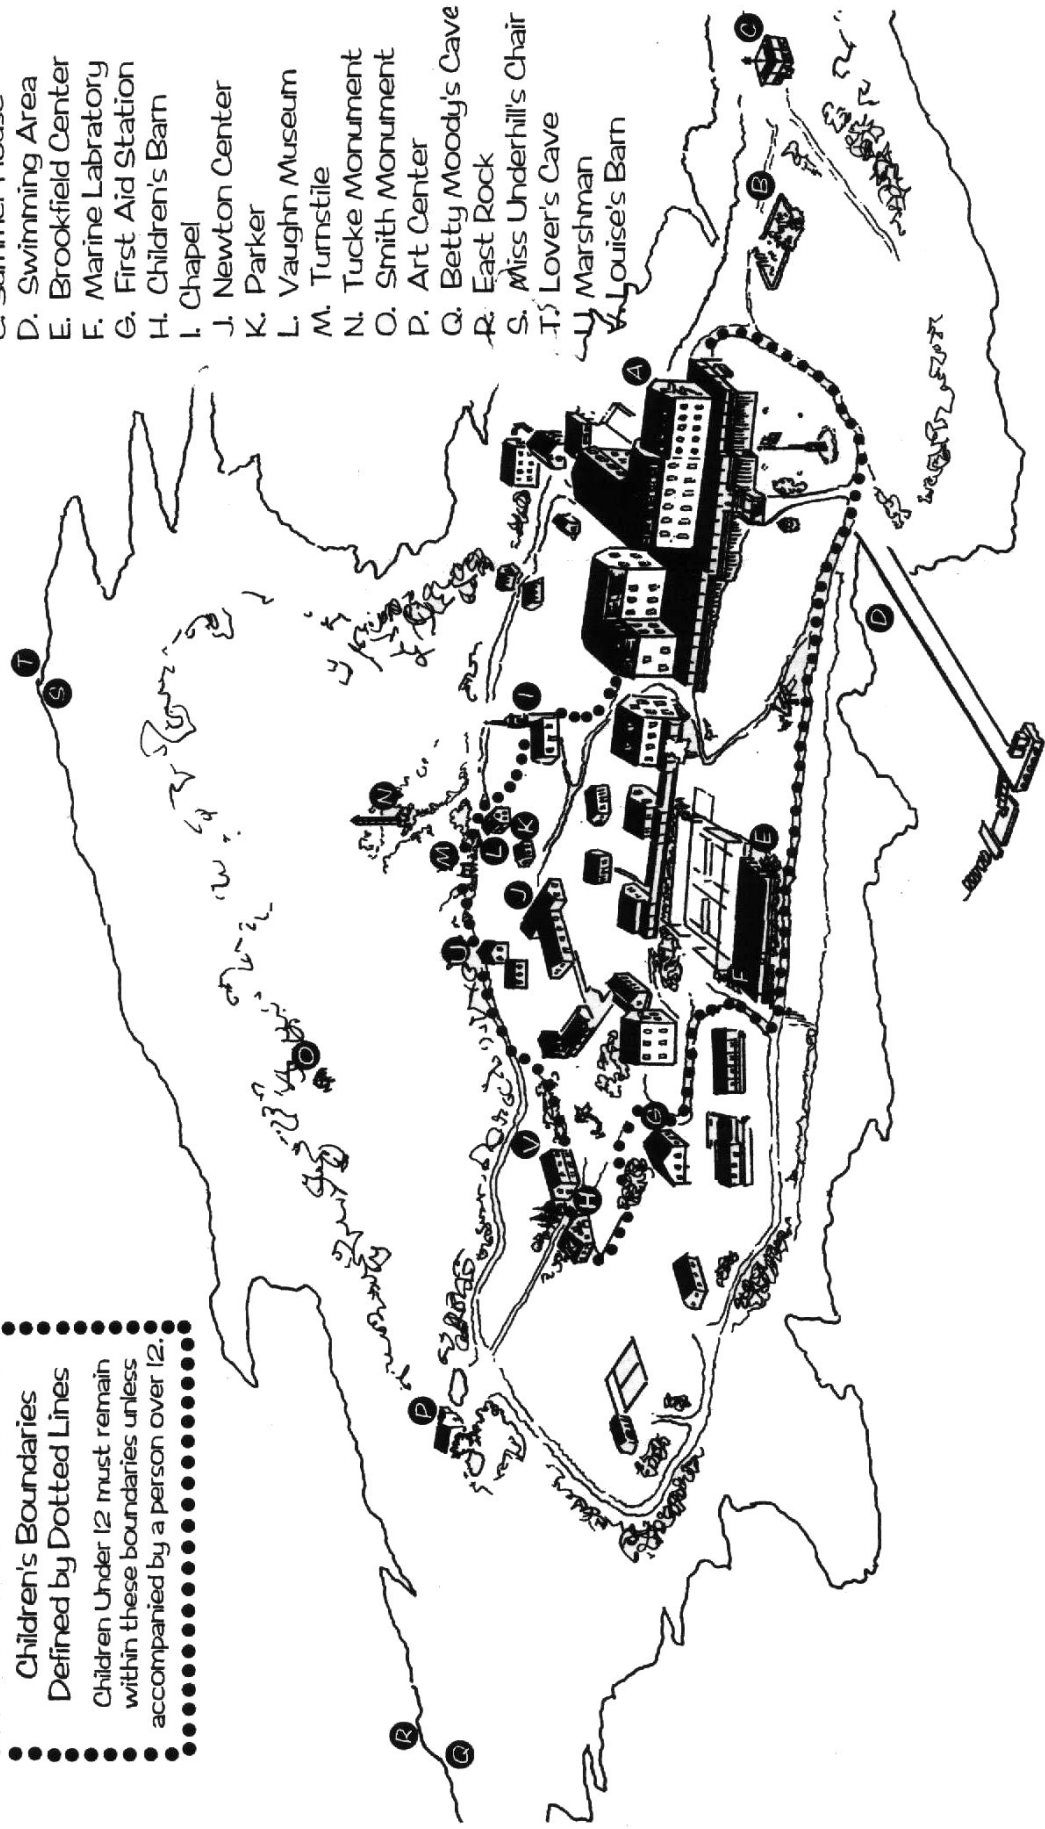 Children's Boundaries
Defined by Dotted Lines
Children Under 12 must remain
within these boundaries unless
accompanied by a person over 12.
D. Swimming Area
E. Brookfield Center
F. Marine Labratory
G. First Aid Station
H. Children's Barn
I. Chapel
J. Newton Center
K. Parker
L. Vaughn Museum
M. Turnstile
N. Tucke Monument
O. Smith Monument
P. Art Center
Q. Betty Moody's Cave
R. East Rock
S. Miss Underhill's Chair
T. Lover's Cave
U. Marshman
V. Louise's Barn
T
S
R
Q
P
O
N
M
L
K
J
I
U
V
H
G
F
E
D
A
B
C